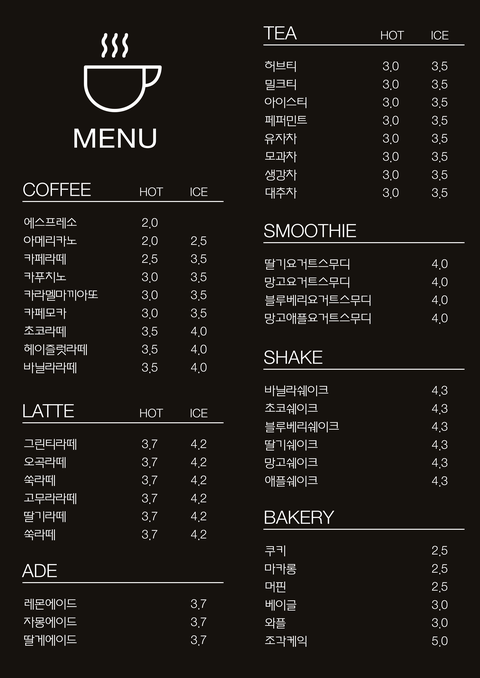 MENU
COFFEE HOT ICE
에스프레소 2.0
아메리카노 2.0 2.5
카페라떼 2.5 3.5
카푸치노 3.0 3.5
카라멜마끼아또 3.0 3.5
카페모카 3.0 3.5
초코라떼 3.5 4.0
헤이즐럿라떼 3.5 4.0
바닐라라떼 3.5 4.0
LATTE HOT ICE
그린티라떼 3.7 4.2
오곡라떼 3.7 4.2
쑥라떼 3.7 4.2
고무라라떼 3.7 4.2
딸기라떼 3.7 4.2
쑥라떼 3.7 4.2
ADE
레몬에이드 3.7
자몽에이드 3.7
딸게에이드 3.7
TEA HOT ICE
허브티 3.0 3.5
밀크티 3.0 3.5
아이스티 3.0 3.5
페퍼민트 3.0 3.5
유자차 3.0 3.5
모과차 3.0 3.5
생강차 3.0 3.5
대추차 3.0 3.5
SMOOTHIE
딸기요거트스무디 4.0
망고요거트스무디 4.0
블루베리요거트스무디 4.0
망고애플요거트스무디 4.0
SHAKE
바닐라쉐이크 4.3
초코쉐이크 4.3
블루베리쉐이크 4.3
딸기쉐이크 4.3
망고쉐이크 4.3
애플쉐이크 4.3
BAKERY
쿠키 2.5
마카롱 2.5
머핀 2.5
베이글 3.0
와플 3.0
조각케익 5.0